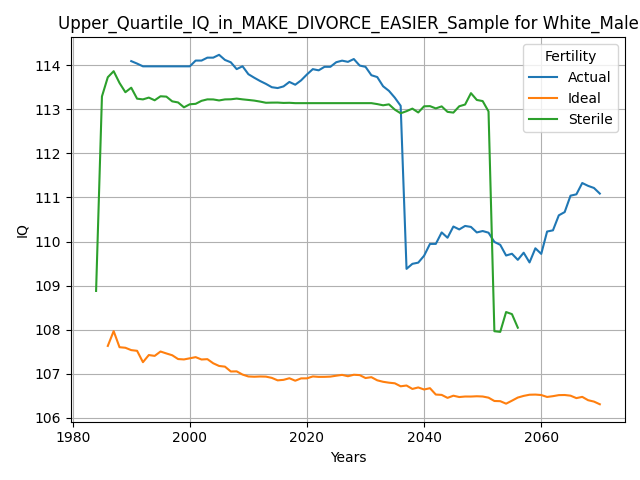 Upper_Quartile_IQ_in_MAKE_DIVORCE_EASIER_Sample for White_Male
Fertility
Actual
Ideal
Sterile
IQ
114
113
112
111
110
109
108
107
106
1980
2000
2020
2040
2060
Years